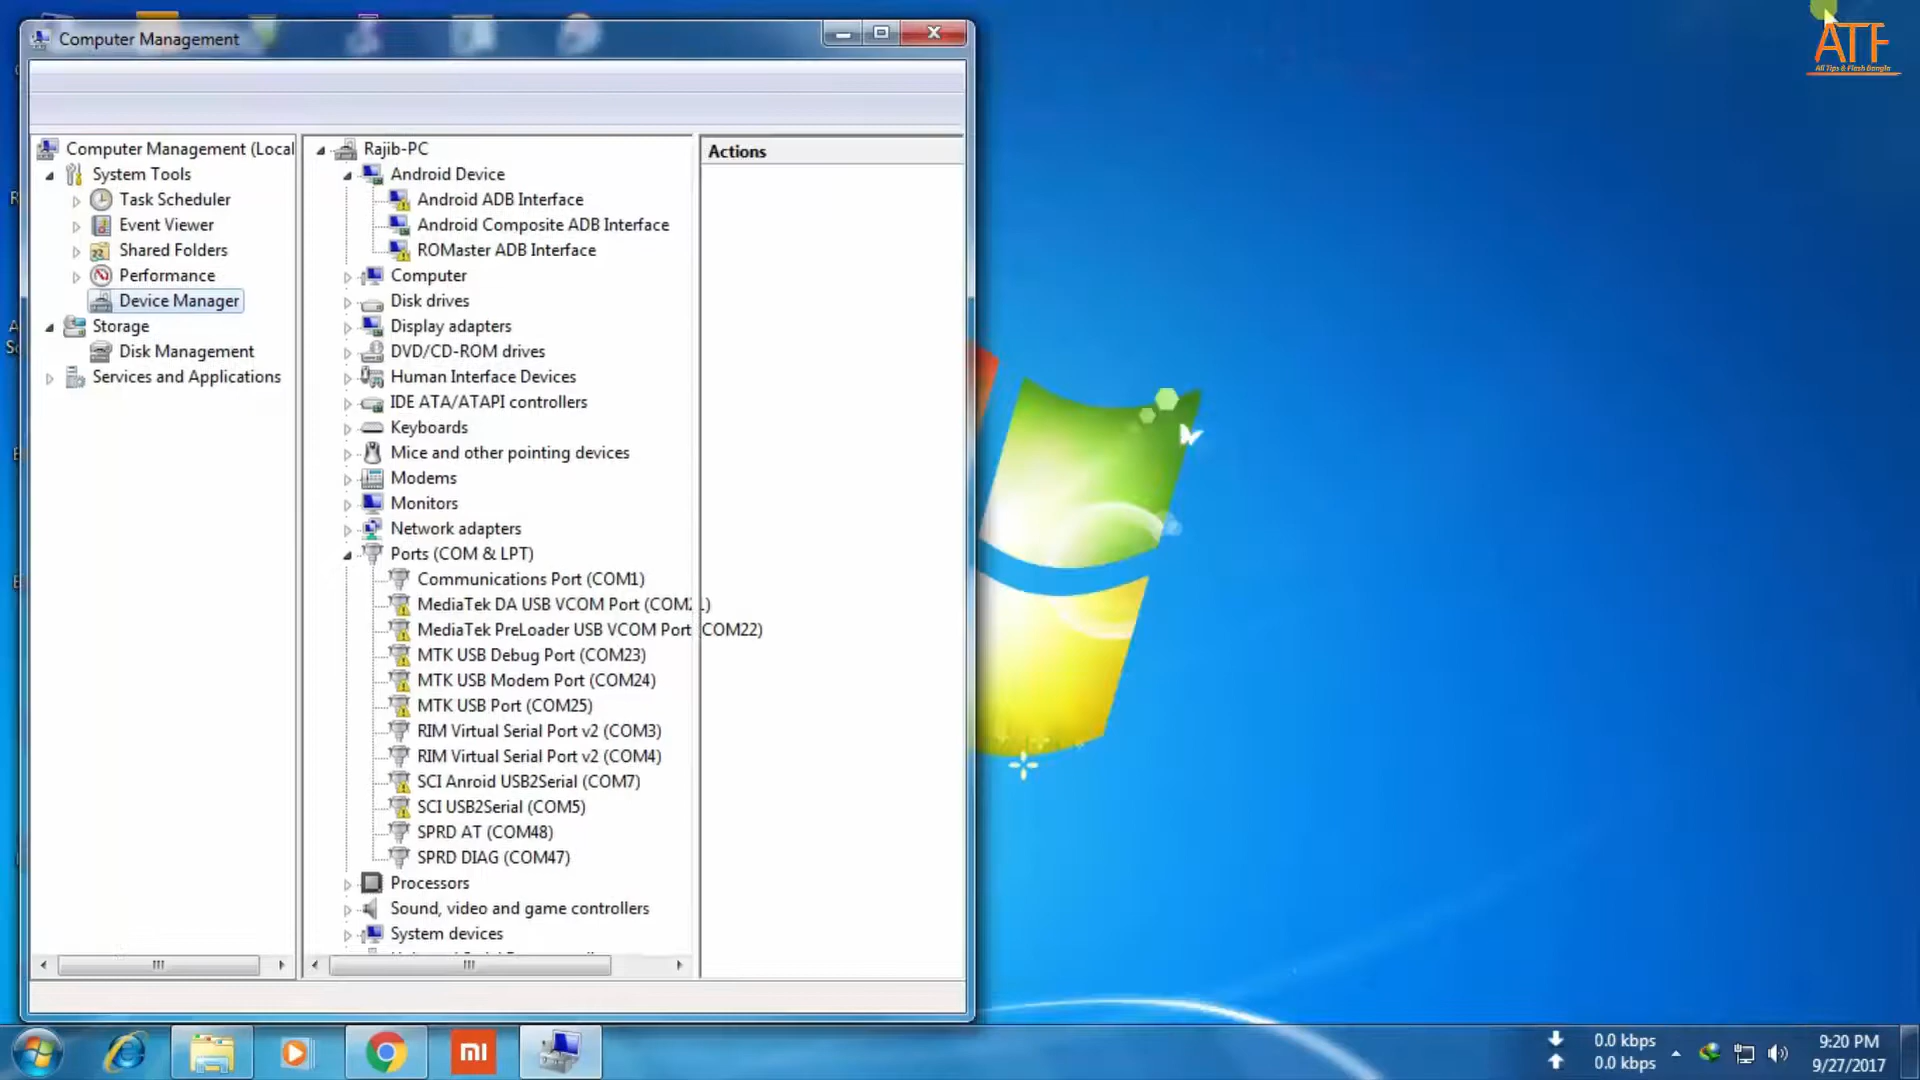 Computer Management
ATF
All Tips & Flash Bangla
Computer Management (Local
System Tools
Task Scheduler
Event Viewer
Shared Folders
Performance
Device Manager
Storage
Disk Management
Services and Applications
Rajib-PC
Android Device
Android ADB Interface
Android Composite ADB Interface
ROMaster ADB Interface
Computer
Disk drives
Display adapters
DVD/CD-ROM drives
Human Interface Devices
IDE ATA/ATAPI controllers
Keyboards
Mice and other pointing devices
Modems
Monitors
Network adapters
Ports (COM & LPT)
Communications Port (COM1)
MediaTek DA USB VCOM Port (COM21)
MediaTek PreLoader USB VCOM Port (COM22)
MTK USB Debug Port (COM23)
MTK USB Modem Port (COM24)
MTK USB Port (COM25)
RIM Virtual Serial Port v2 (COM3)
RIM Virtual Serial Port v2 (COM4)
SCI Anroid USB2Serial (COM7)
SCI USB2Serial (COM5)
SPRD AT (COM48)
SPRD DIAG (COM47)
Processors
Sound, video and game controllers
System devices
Actions
mi
0.0 kbps
0.0 kbps
9:20 PM
9/27/2017